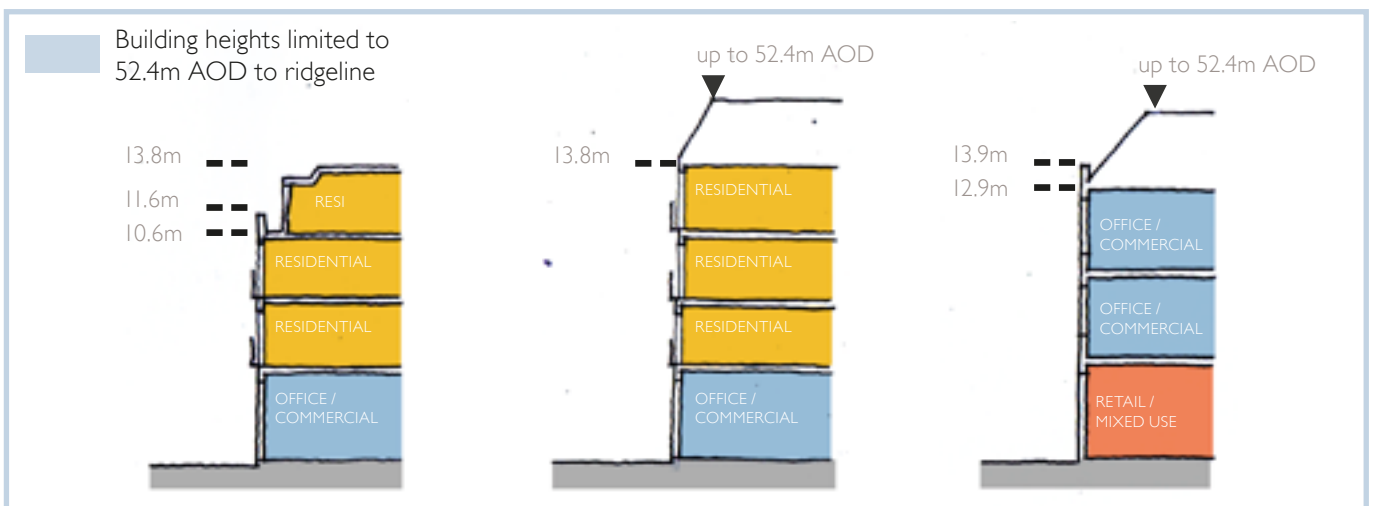 Building heights limited to
52.4m AOD to ridgeline
13.8m
11.6m
10.6m
RESI
RESIDENTIAL
RESIDENTIAL
OFFICE /
COMMERCIAL
up to 52.4m AOD
13.8m
RESIDENTIAL
RESIDENTIAL
RESIDENTIAL
OFFICE /
COMMERCIAL
up to 52.4m AOD
13.9m
12.9m
OFFICE /
COMMERCIAL
OFFICE /
COMMERCIAL
RETAIL /
MIXED USE